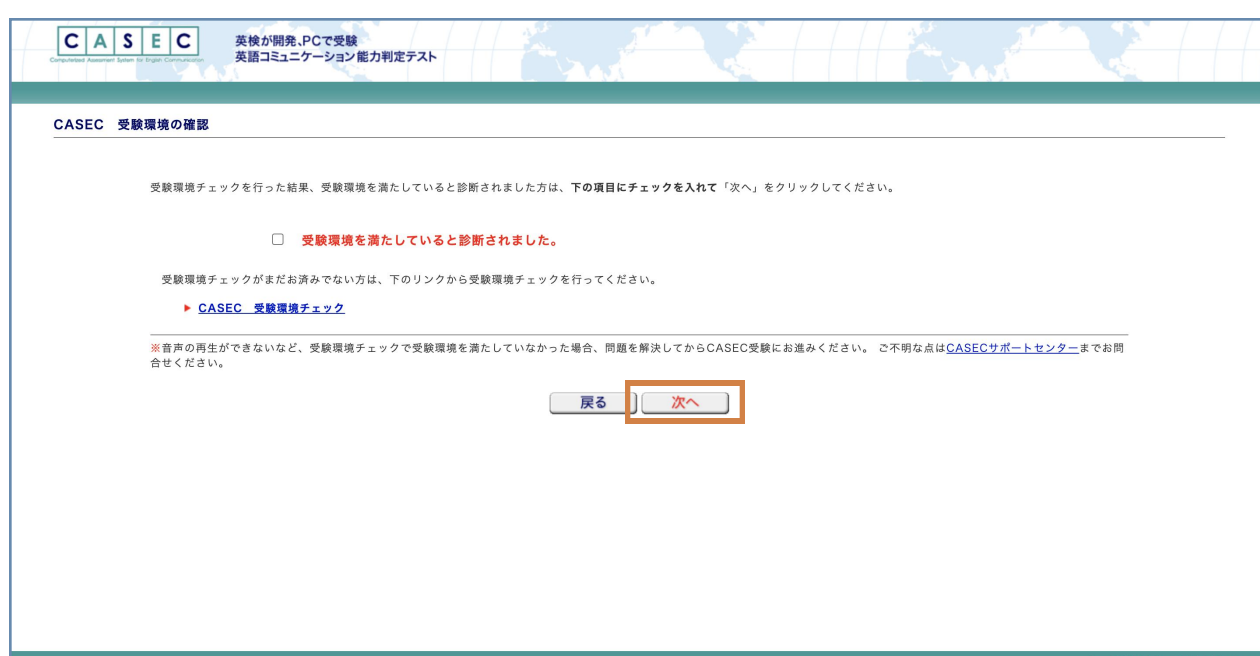 CASEC
Computerized Assessment System for English Communication
英検が開発、PCで受験
英語コミュニケーション能力判定テスト
CASEC　受験環境の確認
受験環境チェックを行った結果、受験環境を満たしていると診断されました方は、下の項目にチェックを入れて「次へ」をクリックしてください。
受験環境を満たしていると診断されました。
受験環境チェックがまだお済みでない方は、下のリンクから受験環境チェックを行ってください。
CASEC　受験環境チェック
※音声の再生ができないなど、受験環境チェックで受験環境を満たしていなかった場合、問題を解決してからCASEC受験にお進みください。 ご不明な点はCASECサポートセンターまでお問
合せください。
戻る
次へ